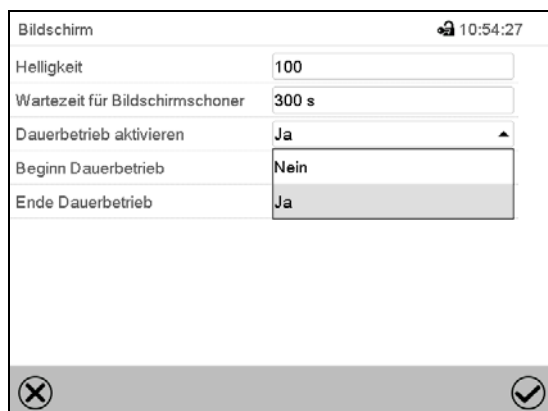 Bildschirm 10:54:27
Helligkeit 100
Wartezeit für Bildschirmschoner 300 s
Dauerbetrieb aktivieren Ja
Beginn Dauerbetrieb Nein
Ende Dauerbetrieb Ja